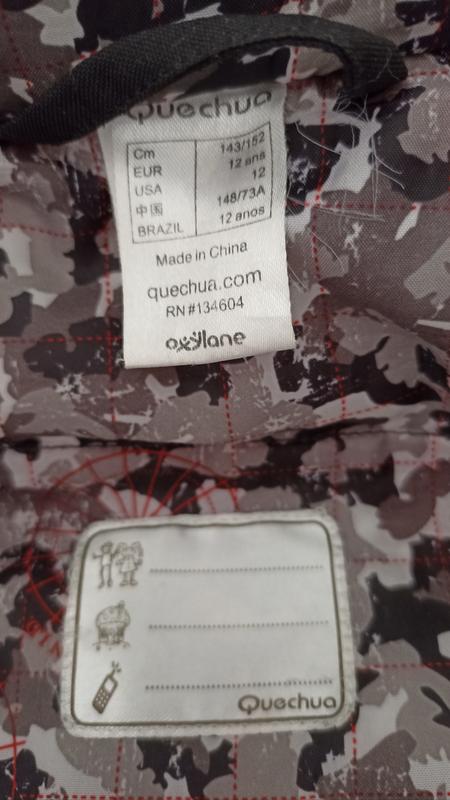 Quechua
Cm 143/152
EUR 12 ans
USA 12
中国 148/73A
BRAZIL 12 anos
Made in China
quechua.com
RN#134604
oxylane
Quechua